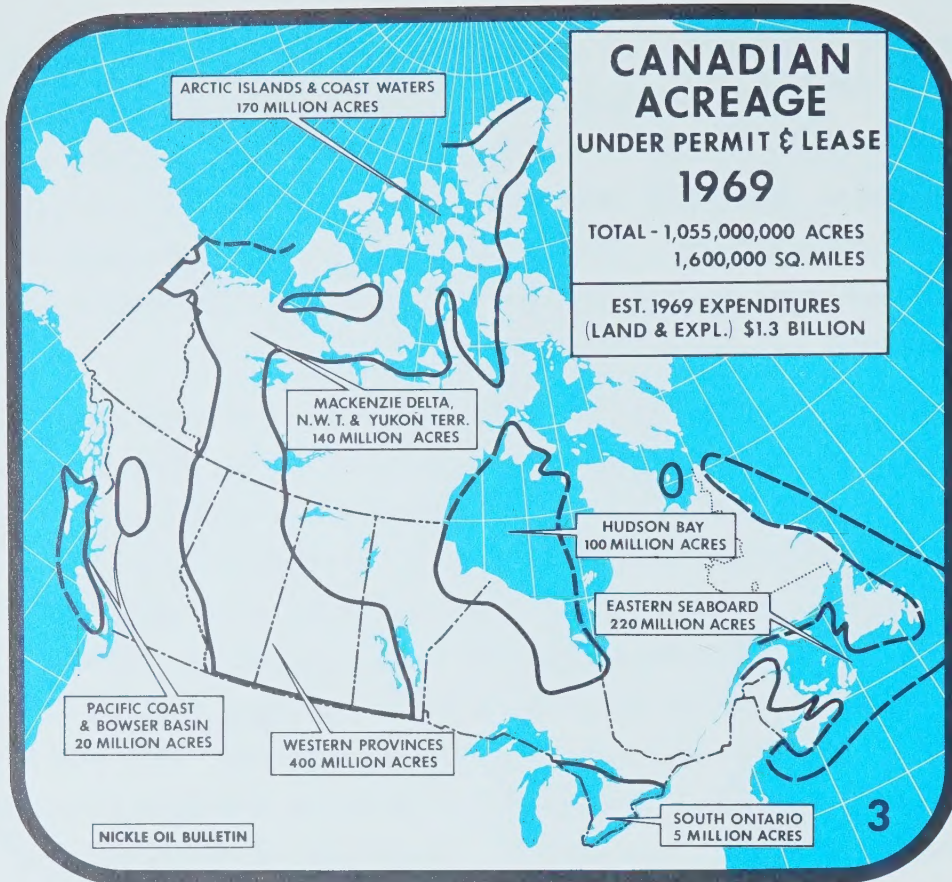 CANADIAN
ACREAGE
UNDER PERMIT & LEASE
1969
TOTAL - 1,055,000,000 ACRES
1,600,000 SQ. MILES
EST. 1969 EXPENDITURES
(LAND & EXPL.) $1.3 BILLION
ARCTIC ISLANDS & COAST WATERS
170 MILLION ACRES
MACKENZIE DELTA,
N.W.T. & YUKON TERR.
140 MILLION ACRES
HUDSON BAY
100 MILLION ACRES
EASTERN SEABOARD
220 MILLION ACRES
PACIFIC COAST
& BOWSER BASIN
20 MILLION ACRES
WESTERN PROVINCES
400 MILLION ACRES
SOUTH ONTARIO
5 MILLION ACRES
NICKLE OIL BULLETIN
3